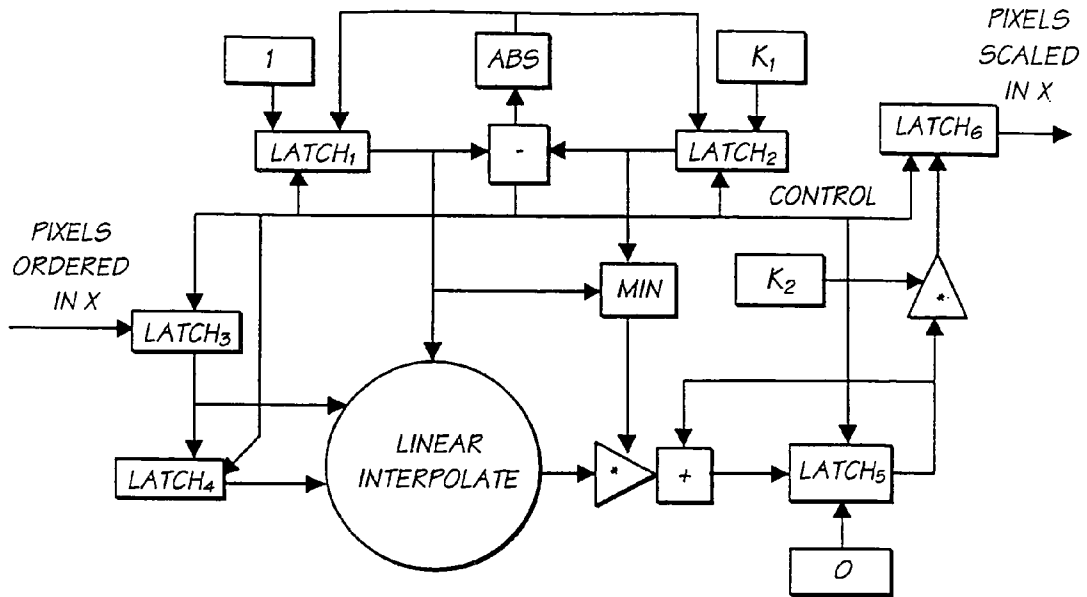 PIXELS
SCALED
IN X
1
ABS
K₁
LATCH₁
-
LATCH₂
LATCH₆
CONTROL
PIXELS
ORDERED
IN X
K₂
*
MIN
LATCH₃
LINEAR
INTERPOLATE
LATCH₄
*
+
LATCH₅
0